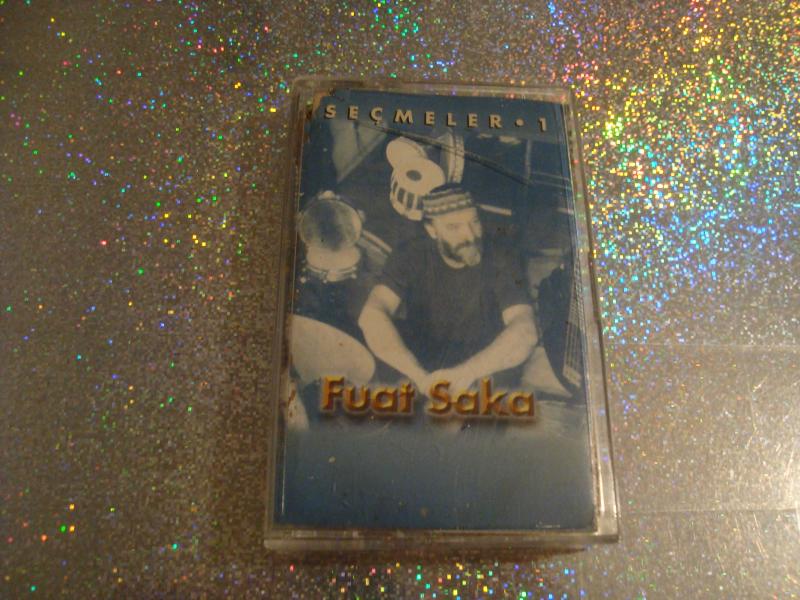 SEÇMELER • 1
Fuat Saka